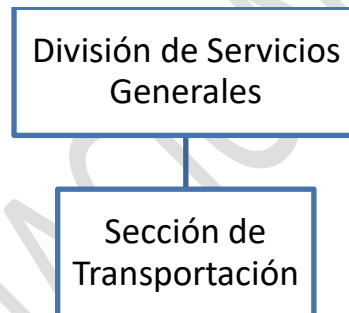 División de Servicios
Generales
Sección de
Transportación